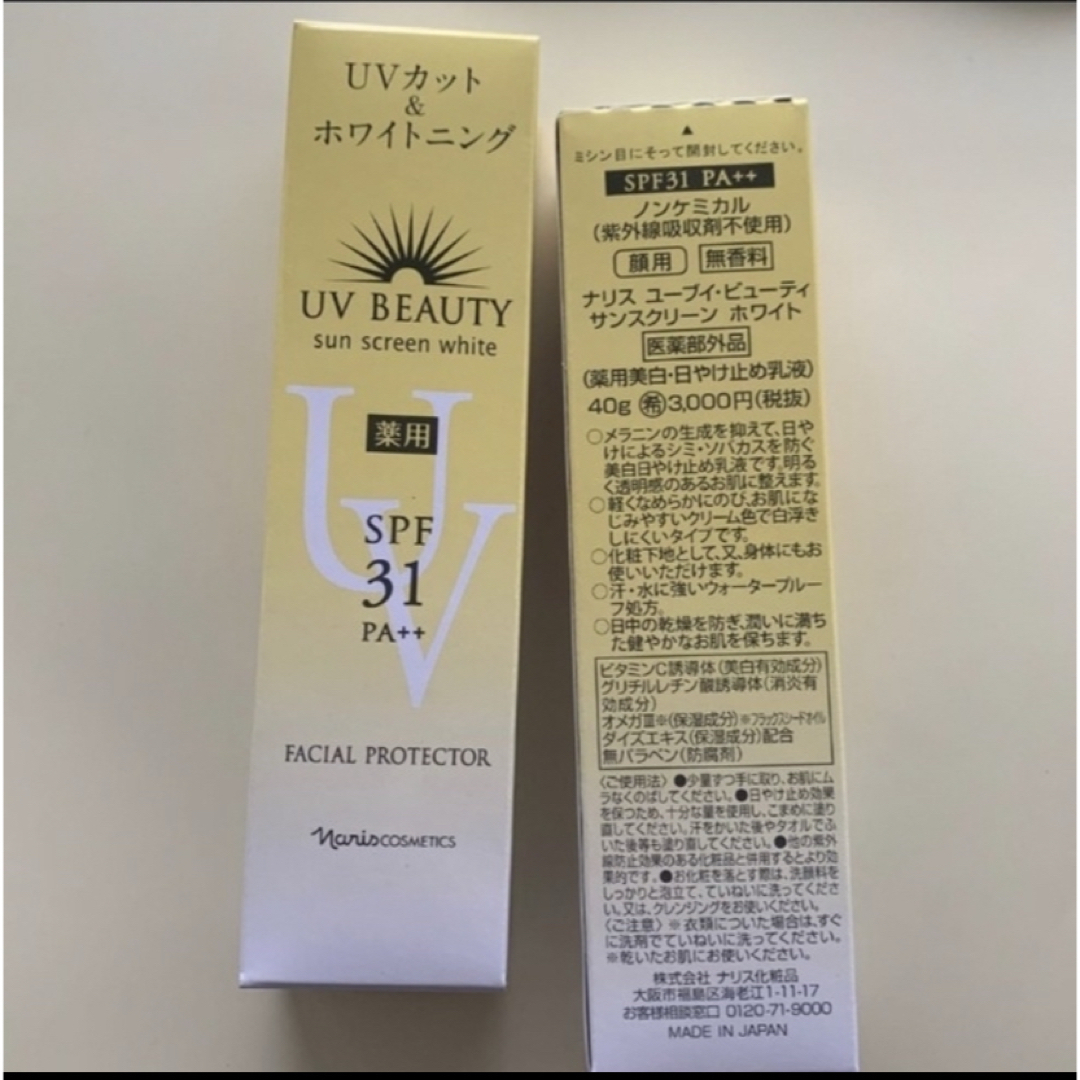 UVカット
&
ホワイトニング
UV BEAUTY
sun screen white
UV
薬用
SPF
31
PA++
FACIAL PROTECTOR
naris COSMETICS
▲
ミシン目にそって開封してください。
SPF31 PA++
ノンケミカル
(紫外線吸収剤不使用)
顔用 無香料
ナリス ユーブイ・ビューティ
サンスクリーン ホワイト
医薬部外品
(薬用美白・日やけ止め乳液)
40g ㊒3,000円(税抜)
○メラニンの生成を抑えて、日や
けによるシミ・ソバカスを防ぐ
美白日やけ止め乳液です。明る
く透明感のあるお肌に整えます。
○軽くなめらかにのび、お肌にな
じみやすいクリーム色で白浮き
しにくいタイプです。
○化粧下地として、又、身体にもお
使いいただけます。
○汗・水に強いウォータープルー
フ処方。
○日中の乾燥を防ぎ、潤いに満ち
た健やかなお肌を保ちます。
ビタミンC誘導体(美白有効成分)
グリチルレチン酸誘導体(消炎有
効成分)
オメガⅢ※(保湿成分)※フラックスシードオイル
ダイズエキス(保湿成分)配合
無パラベン(防腐剤)
〈ご使用法〉●少量ずつ手に取り、お肌にム
ラなくのばしてください。●日やけ止め効果
を保つため、十分な量を使用し、こまめに塗り
直してください。汗をかいた後やタオルでふ
いた後等も塗り直してください。●他の紫外
線防止効果のある化粧品と併用するとより効
果的です。●お化粧を落とす際は、洗顔料を
しっかりと泡立て、ていねいに洗ってくださ
い。又は、クレンジングをお使いください。
〈ご注意〉※衣類についた場合は、すぐ
に洗剤でていねいに洗ってください。
※乾いたお肌にお使いください。
株式会社 ナリス化粧品
大阪市福島区海老江1-11-17
お客様相談窓口 0120-71-9000
MADE IN JAPAN